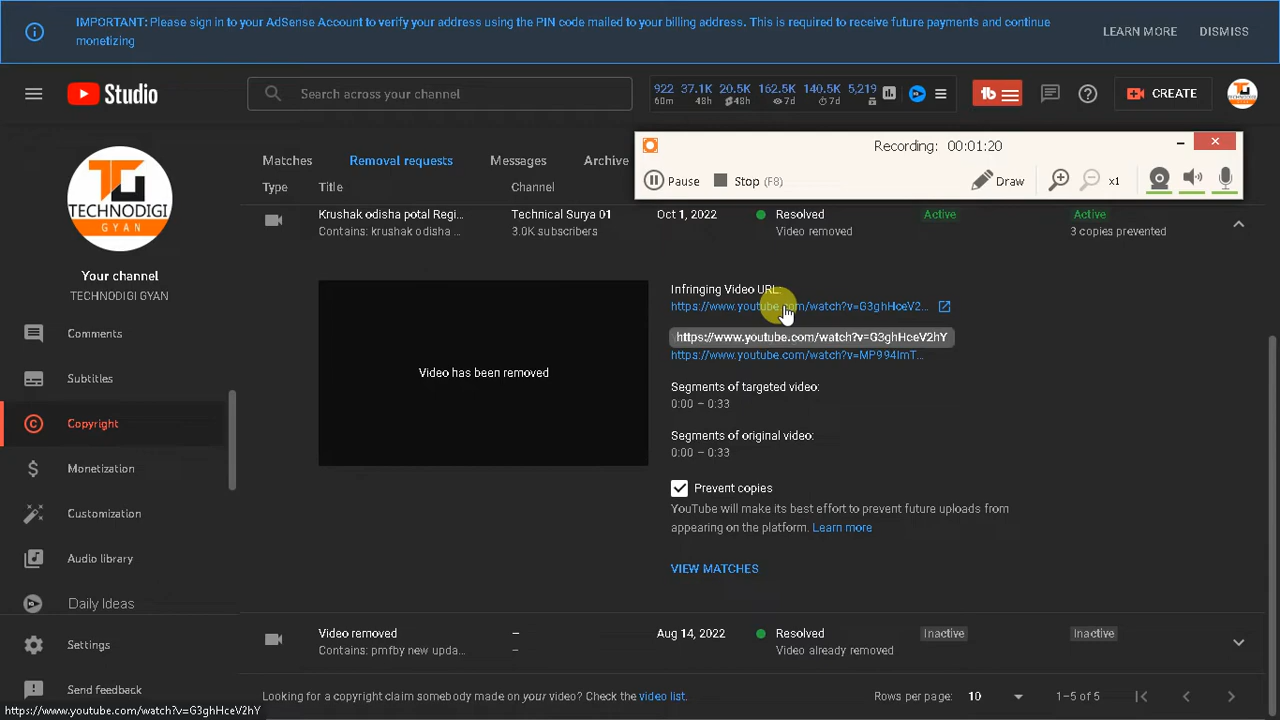 IMPORTANT: Please sign in to your AdSense Account to verify your address using the PIN code mailed to your billing address. This is required to receive future payments and continue
monetizing
LEARN MORE
DISMISS
Studio
Search across your channel
922 37.1K 20.5K 162.5K 140.5K 5,219
60m 48h 48h 7d 7d
tb
CREATE
Recording: 00:01:20
Pause
Stop (F8)
Draw
x1
TECHNODIGI
GYAN
Your channel
TECHNODIGI GYAN
Comments
Subtitles
Copyright
Monetization
Customization
Audio library
Daily Ideas
Settings
Send feedback
Matches
Removal requests
Messages
Archive
Type
Title
Channel
Krushak odisha potal Regi...
Contains: krushak odisha ...
Technical Surya 01
3.0K subscribers
Oct 1, 2022
Resolved
Video removed
Active
Active
3 copies prevented
Video has been removed
Infringing Video URL:
https://www.youtube.com/watch?v=G3ghHceV2...
https://www.youtube.com/watch?v=G3ghHceV2hY
https://www.youtube.com/watch?v=MP994ImT...
Segments of targeted video:
0:00 – 0:33
Segments of original video:
0:00 – 0:33
Prevent copies
YouTube will make its best effort to prevent future uploads from
appearing on the platform. Learn more
VIEW MATCHES
Video removed
Contains: pmfby new upda...
–
–
Aug 14, 2022
Resolved
Video already removed
Inactive
Inactive
Looking for a copyright claim somebody made on your video? Check the video list.
Rows per page: 10
1–5 of 5
https://www.youtube.com/watch?v=G3ghHceV2hY